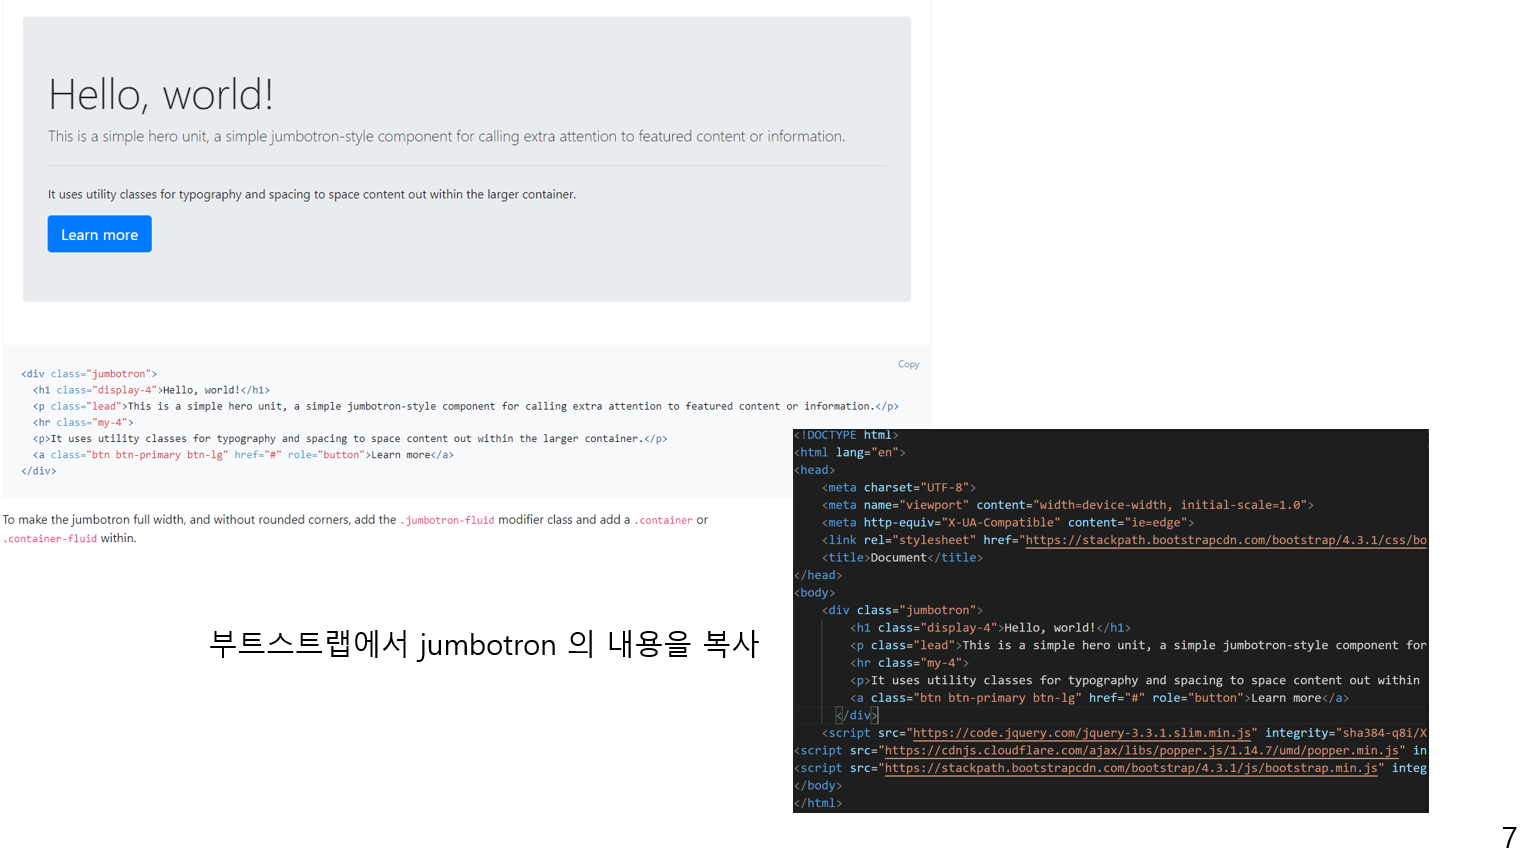 Hello, world!
This is a simple hero unit, a simple jumbotron-style component for calling extra attention to featured content or information.
It uses utility classes for typography and spacing to space content out within the larger container.
Learn more
Copy
<div class="jumbotron">
  <h1 class="display-4">Hello, world!</h1>
  <p class="lead">This is a simple hero unit, a simple jumbotron-style component for calling extra attention to featured content or information.</p>
  <hr class="my-4">
  <p>It uses utility classes for typography and spacing to space content out within the larger container.</p>
  <a class="btn btn-primary btn-lg" href="#" role="button">Learn more</a>
</div>
To make the jumbotron full width, and without rounded corners, add the .jumbotron-fluid modifier class and add a .container or
.container-fluid within.
부트스트랩에서 jumbotron 의 내용을 복사
<!DOCTYPE html>
<html lang="en">
<head>
    <meta charset="UTF-8">
    <meta name="viewport" content="width=device-width, initial-scale=1.0">
    <meta http-equiv="X-UA-Compatible" content="ie=edge">
    <link rel="stylesheet" href="https://stackpath.bootstrapcdn.com/bootstrap/4.3.1/css/bo
    <title>Document</title>
</head>
<body>
    <div class="jumbotron">
        <h1 class="display-4">Hello, world!</h1>
        <p class="lead">This is a simple hero unit, a simple jumbotron-style component for
        <hr class="my-4">
        <p>It uses utility classes for typography and spacing to space content out within
        <a class="btn btn-primary btn-lg" href="#" role="button">Learn more</a>
      </div>
    <script src="https://code.jquery.com/jquery-3.3.1.slim.min.js" integrity="sha384-q8i/X
<script src="https://cdnjs.cloudflare.com/ajax/libs/popper.js/1.14.7/umd/popper.min.js" in
<script src="https://stackpath.bootstrapcdn.com/bootstrap/4.3.1/js/bootstrap.min.js" integ
</body>
</html>
7